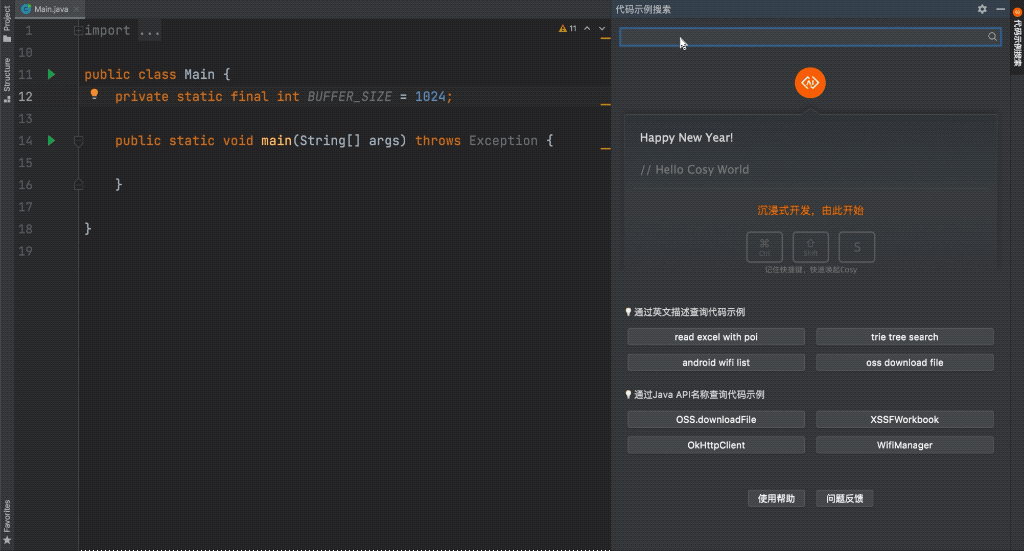 Main.java
代码示例搜索
Project
Structure
Favorites
代码示例搜索
1 import ...
11
10
11 public class Main {
12 private static final int BUFFER_SIZE = 1024;
13
14 public static void main(String[] args) throws Exception {
15
16 }
17
18 }
19
Happy New Year!
// Hello Cosy World
沉浸式开发，由此开始
⌘ ⇧ S
Ctrl Shift
记住快捷键，快速唤起Cosy
通过英文描述查询代码示例
read excel with poi trie tree search
android wifi list oss download file
通过Java API名称查询代码示例
OSS.downloadFile XSSFWorkbook
OkHttpClient WifiManager
使用帮助 问题反馈